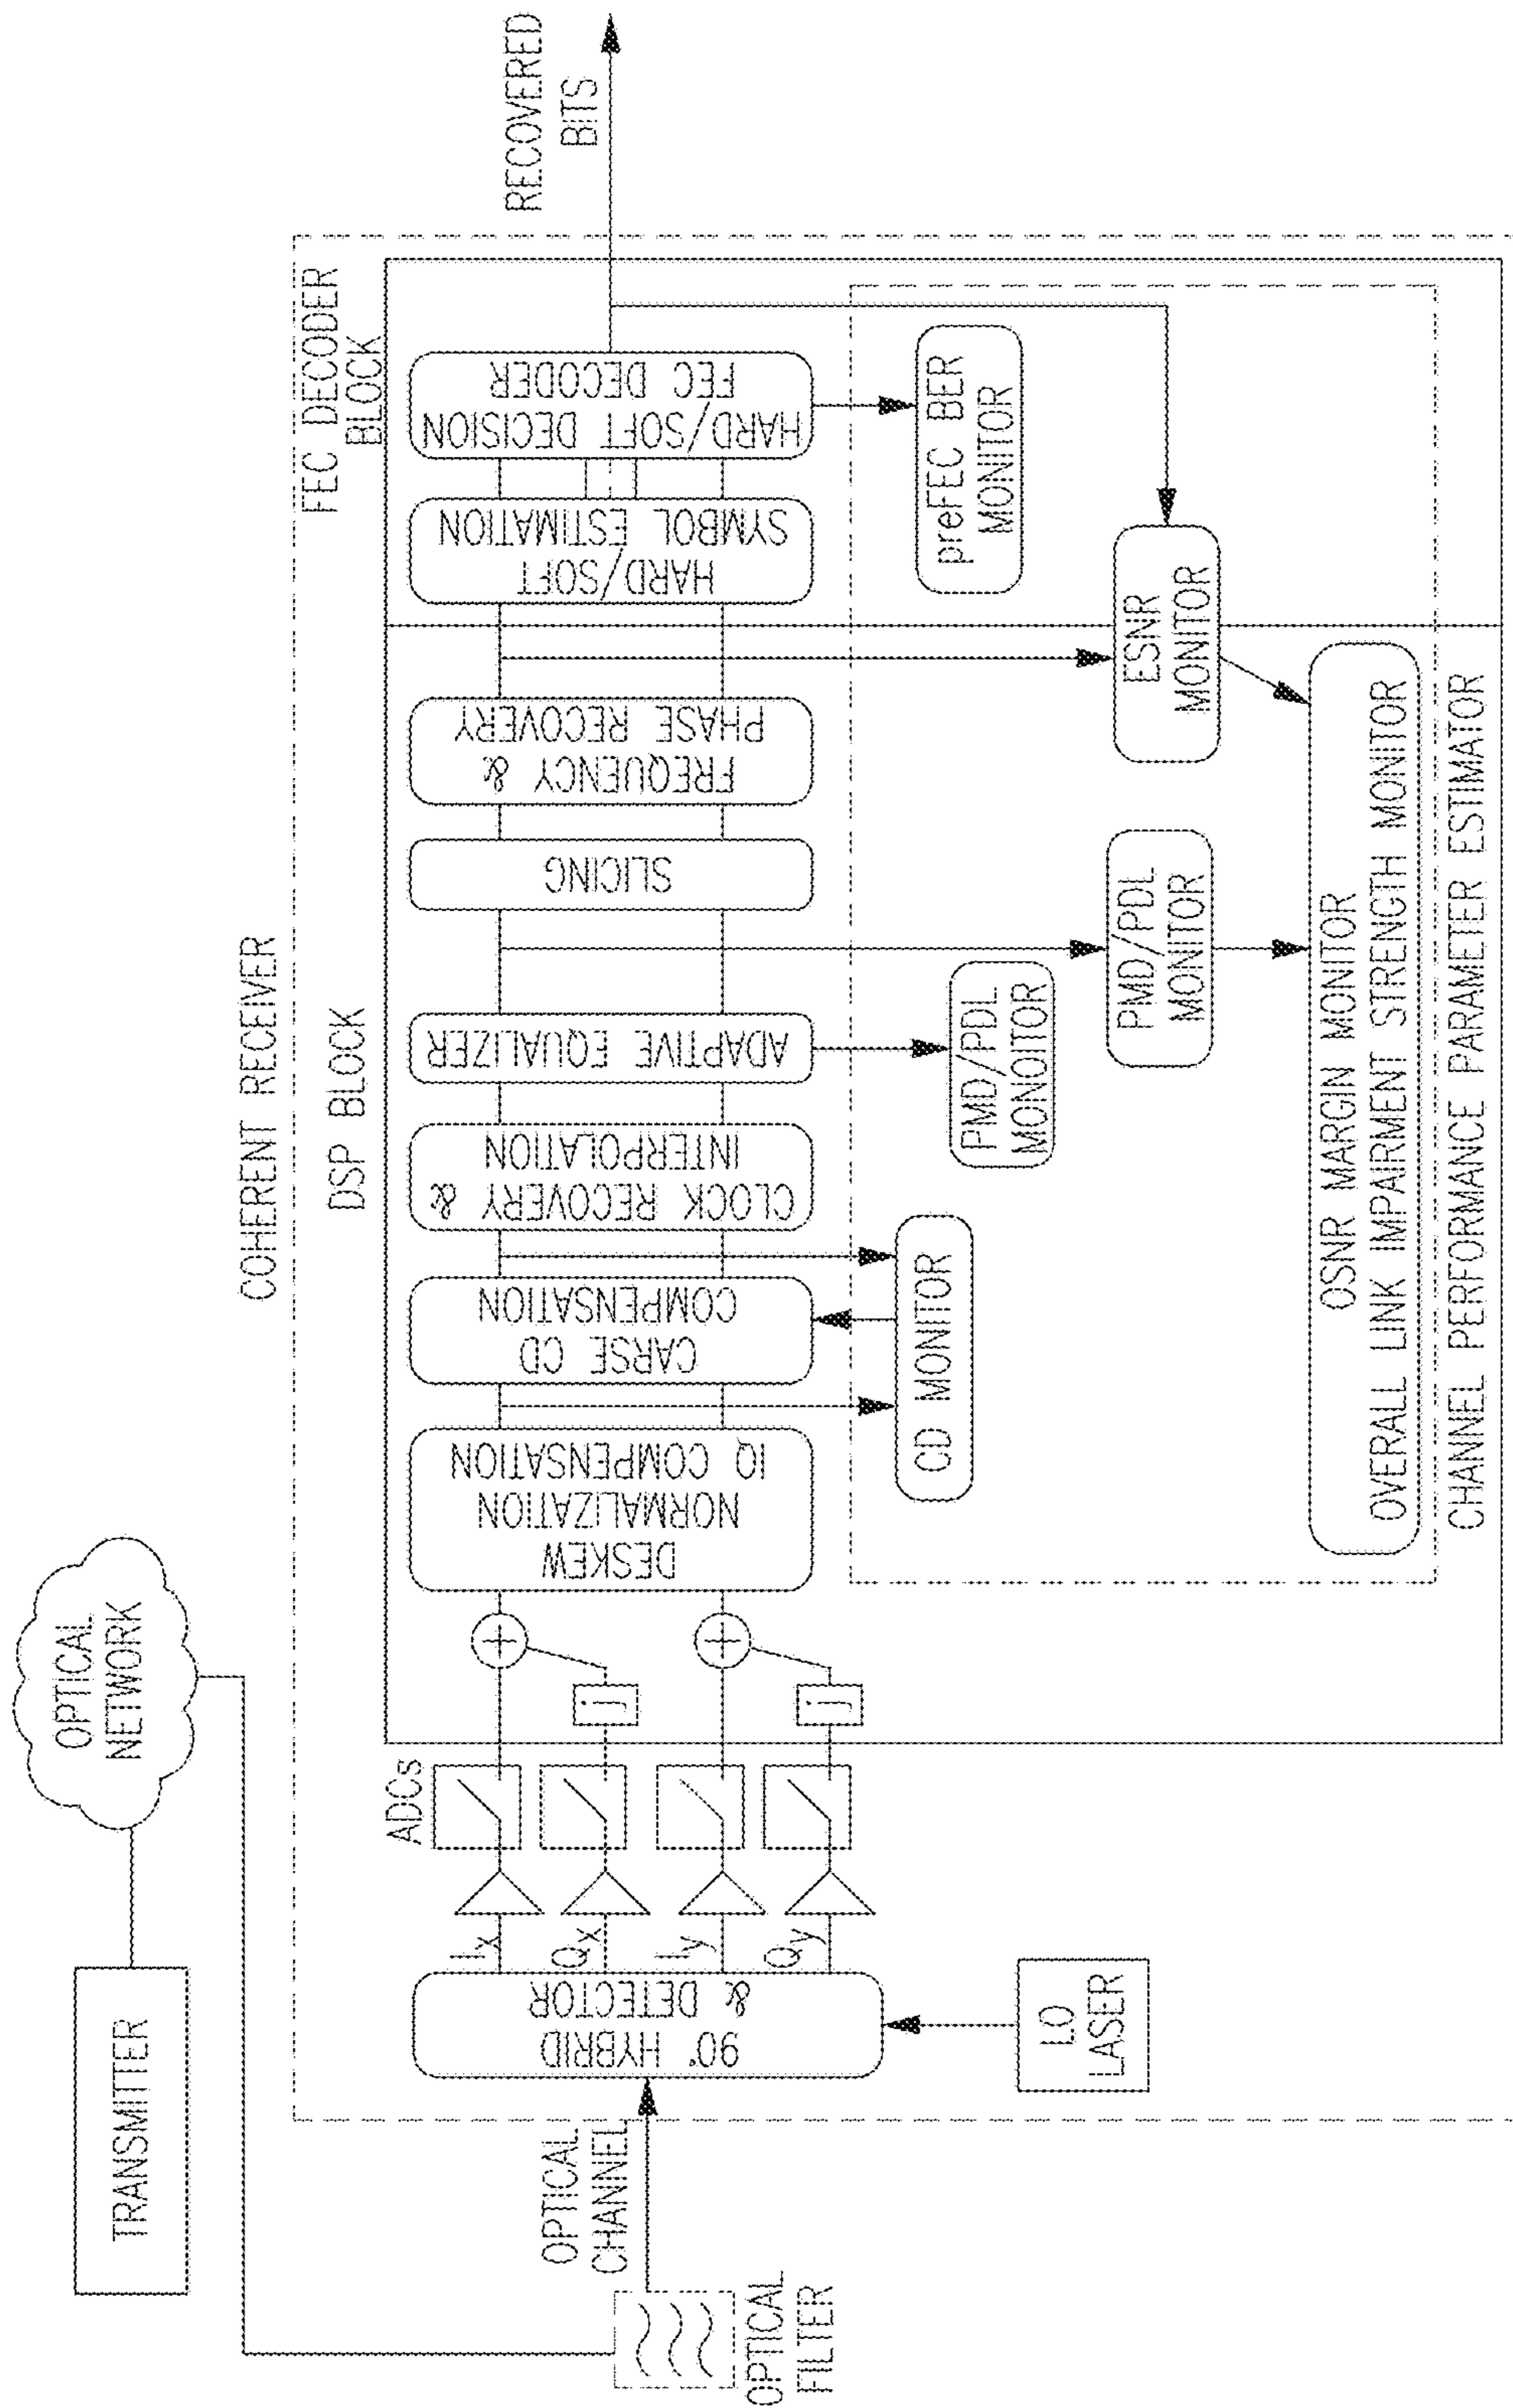 TRANSMITTER
OPTICAL
NETWORK
COHERENT RECEIVER
DSP BLOCK
FEC DECODER
BLOCK
OPTICAL
FILTER
OPTICAL
CHANNEL
90° HYBRID
& DETECTOR
LO
LASER
Ix
Qx
Iy
Qy
ADCs
j
j
DESKEW
NORMALIZATION
IQ COMPENSATION
CARSE CD
COMPENSATION
CLOCK RECOVERY &
INTERPOLATION
ADAPTIVE EQUALIZER
SLICING
FREQUENCY &
PHASE RECOVERY
HARD/SOFT
SYMBOL ESTIMATION
HARD/SOFT DECISION
FEC DECODER
RECOVERED
BITS
CD MONITOR
PMD/PDL
MONOITOR
PMD/PDL
MONITOR
ESNR
MONITOR
preFEC BER
MONITOR
OSNR MARGIN MONITOR
OVERALL LINK IMPAIRMENT STRENGTH MONITOR
CHANNEL PERFORMANCE PARAMETER ESTIMATOR